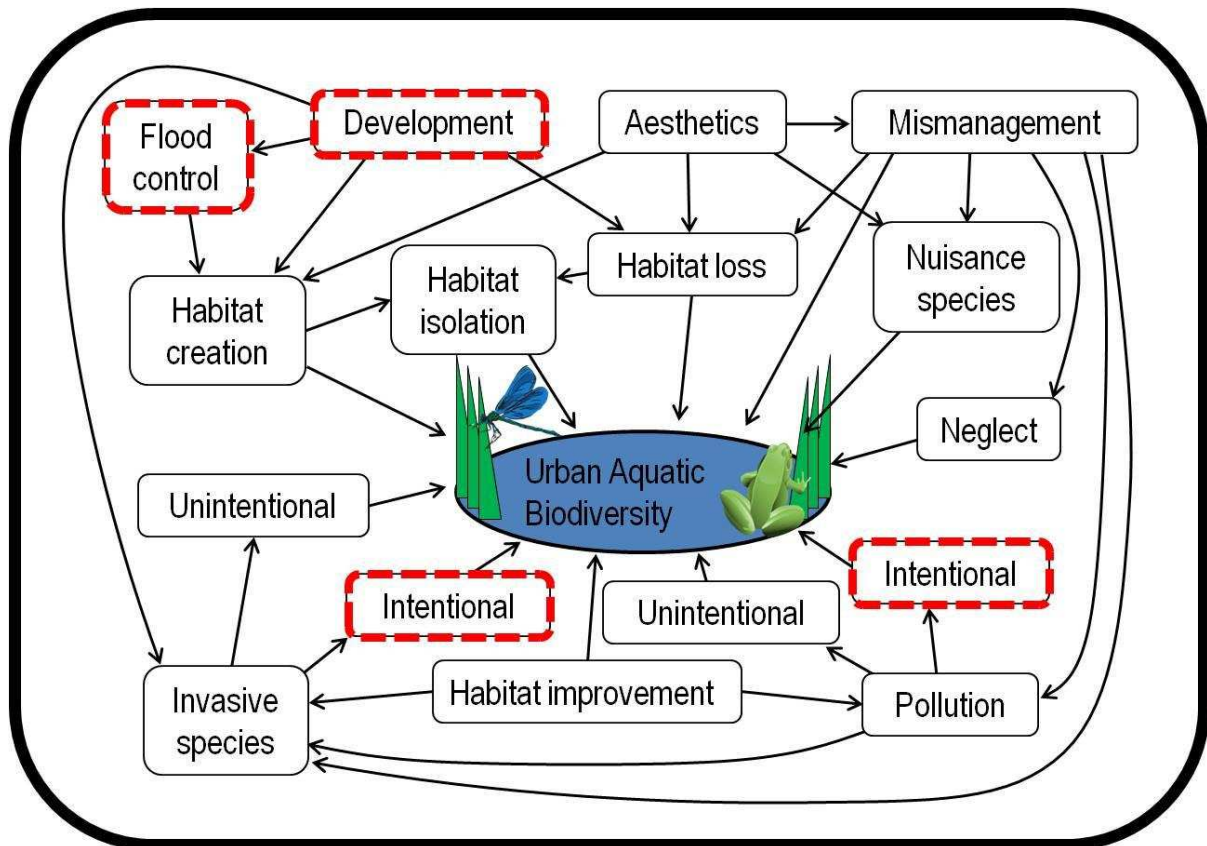 Flood
control
Development
Aesthetics
Mismanagement
Habitat
creation
Habitat
isolation
Habitat loss
Nuisance
species
Neglect
Unintentional
Urban Aquatic
Biodiversity
Intentional
Unintentional
Intentional
Invasive
species
Habitat improvement
Pollution